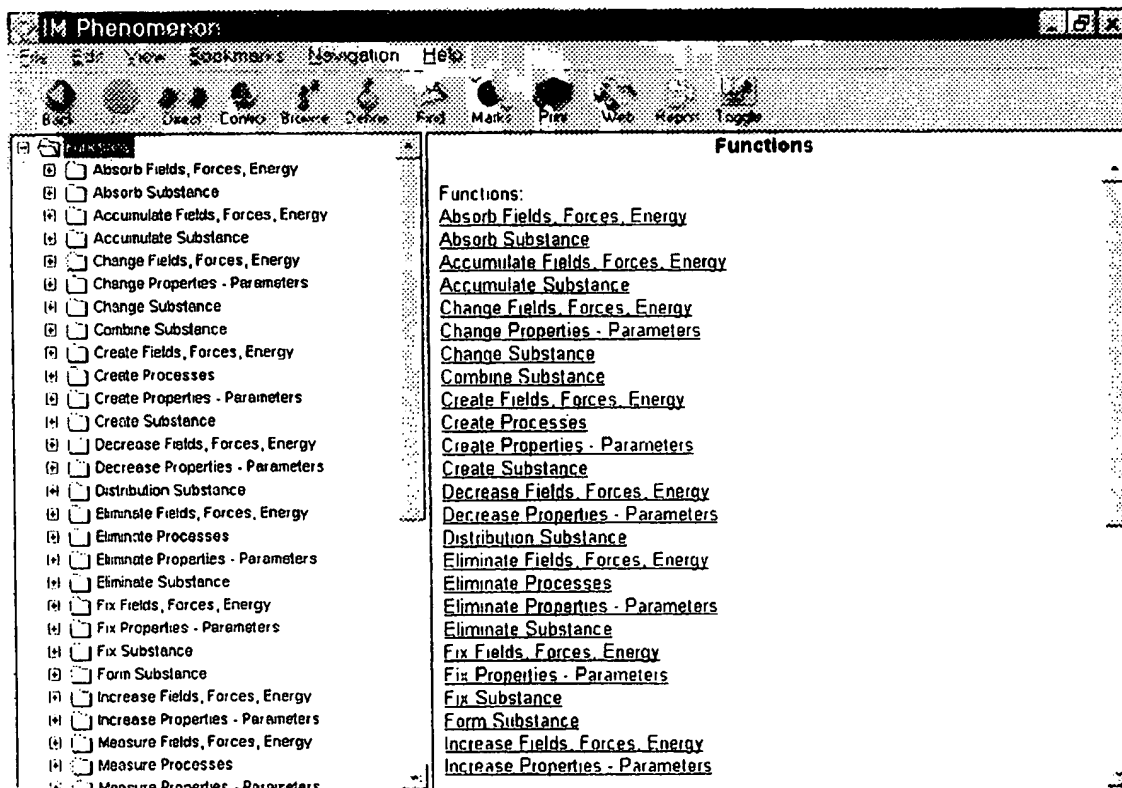 IM Phenomenon
File Edit View Bookmarks Navigation Help
Back Direct Control Browse Define Find Marks Print Web Report Toggle
Functions
Absorb Fields, Forces, Energy
Absorb Substance
Accumulate Fields, Forces, Energy
Accumulate Substance
Change Fields, Forces, Energy
Change Properties - Parameters
Change Substance
Combine Substance
Create Fields, Forces, Energy
Create Processes
Create Properties - Parameters
Create Substance
Decrease Fields, Forces, Energy
Decrease Properties - Parameters
Distribution Substance
Eliminate Fields, Forces, Energy
Eliminate Processes
Eliminate Properties - Parameters
Eliminate Substance
Fix Fields, Forces, Energy
Fix Properties - Parameters
Fix Substance
Form Substance
Increase Fields, Forces, Energy
Increase Properties - Parameters
Measure Fields, Forces, Energy
Measure Processes
Measure Properties - Parameters
Functions
Functions:
Absorb Fields, Forces, Energy
Absorb Substance
Accumulate Fields, Forces, Energy
Accumulate Substance
Change Fields, Forces, Energy
Change Properties - Parameters
Change Substance
Combine Substance
Create Fields, Forces, Energy
Create Processes
Create Properties - Parameters
Create Substance
Decrease Fields, Forces, Energy
Decrease Properties - Parameters
Distribution Substance
Eliminate Fields, Forces, Energy
Eliminate Processes
Eliminate Properties - Parameters
Eliminate Substance
Fix Fields, Forces, Energy
Fix Properties - Parameters
Fix Substance
Form Substance
Increase Fields, Forces, Energy
Increase Properties - Parameters